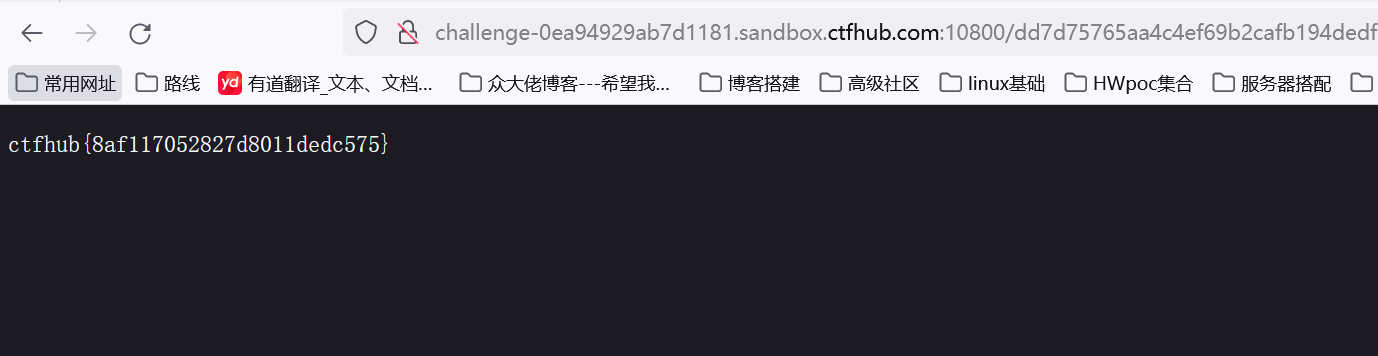 challenge-0ea94929ab7d1181.sandbox.ctfhub.com:10800/dd7d75765aa4c4ef69b2cafb194dedf
常用网址 路线 yd 有道翻译_文本、文档... 众大佬博客---希望我... 博客搭建 高级社区 linux基础 HWpoc集合 服务器搭配
ctfhub{8af117052827d8011dedc575}